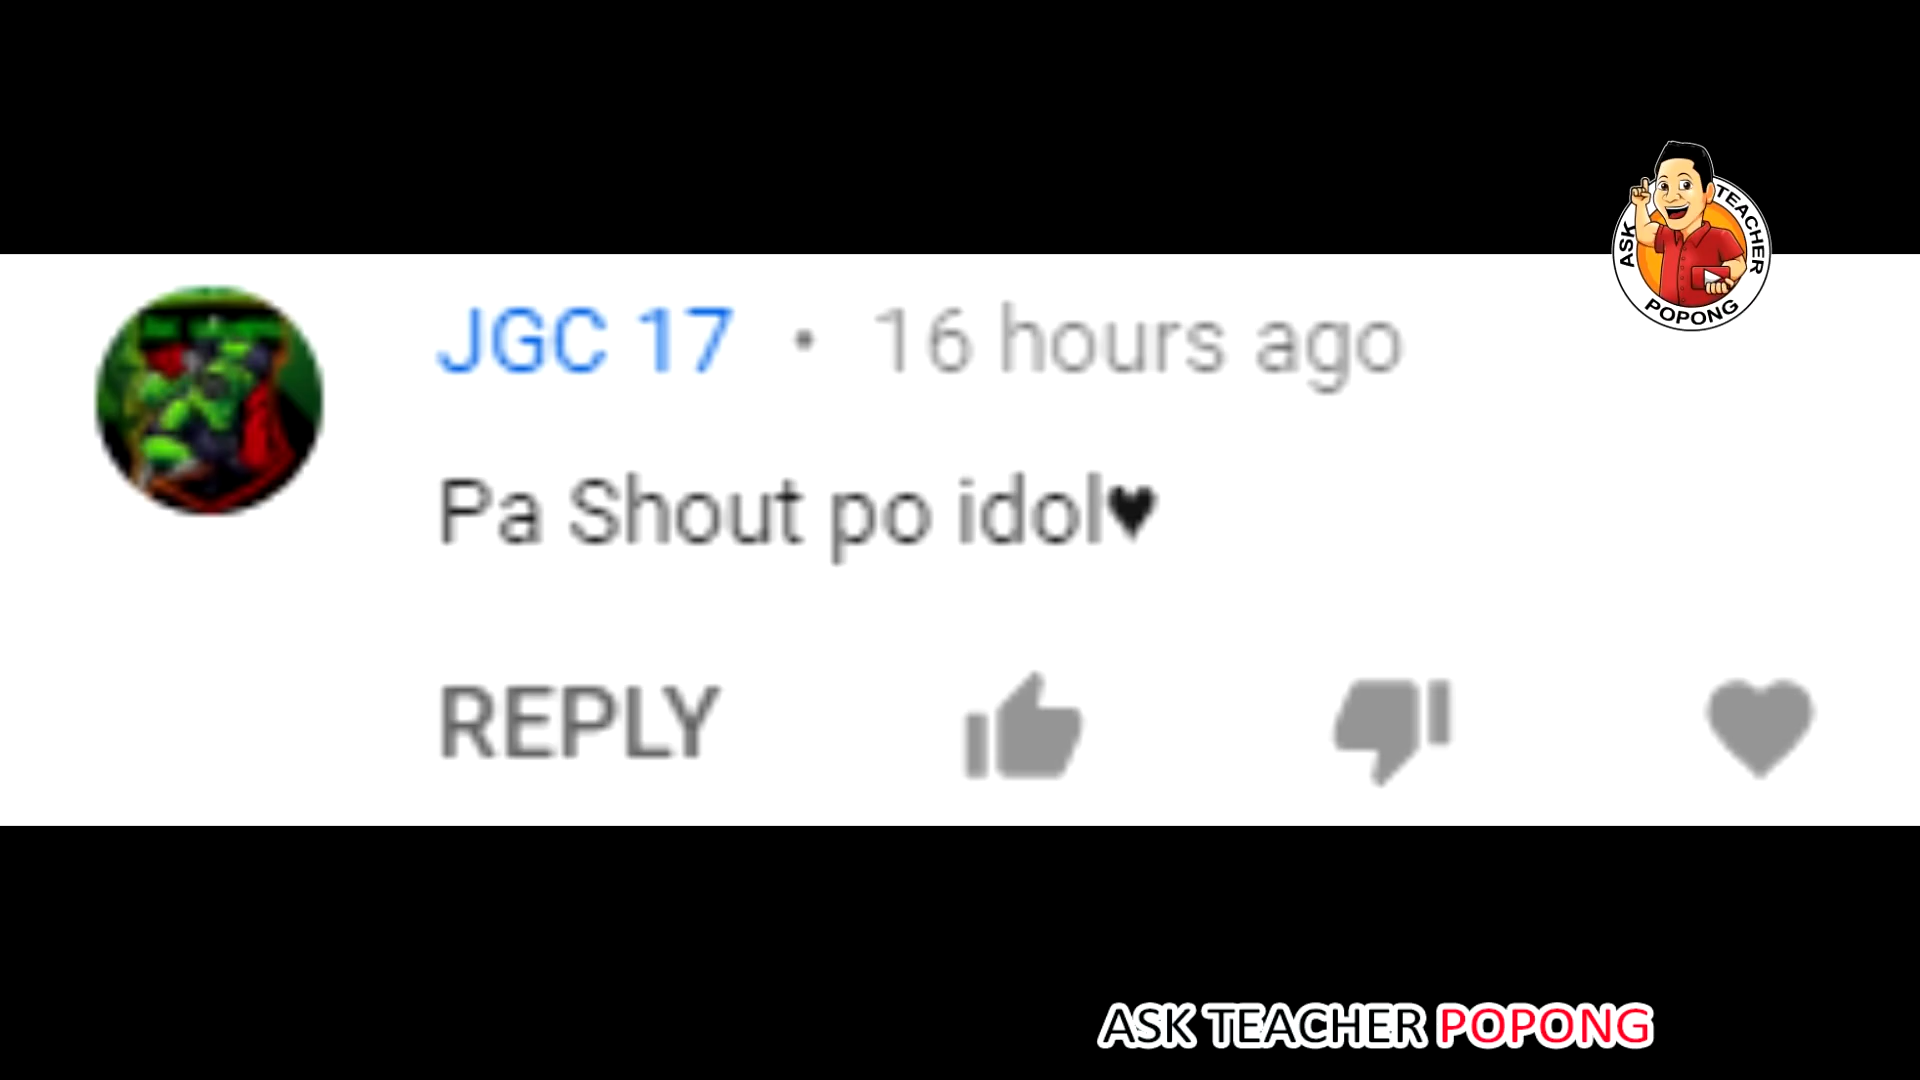 ASK TEACHER POPONG
JGC 17 • 16 hours ago
Pa Shout po idol♥
REPLY
ASK TEACHER POPONG